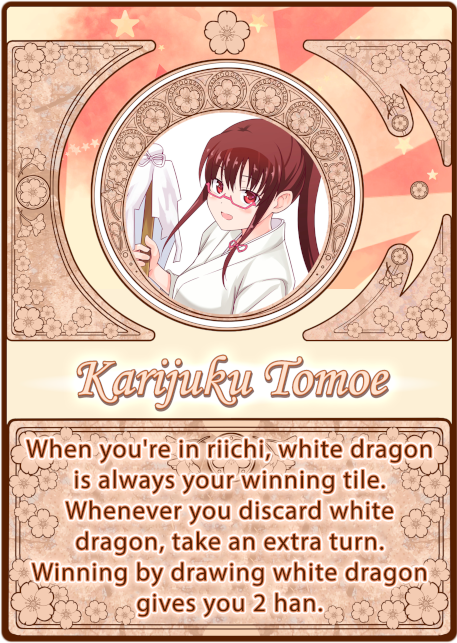 Karijuku Tomoe
When you're in riichi, white dragon
is always your winning tile.
Whenever you discard white
dragon, take an extra turn.
Winning by drawing white dragon
gives you 2 han.